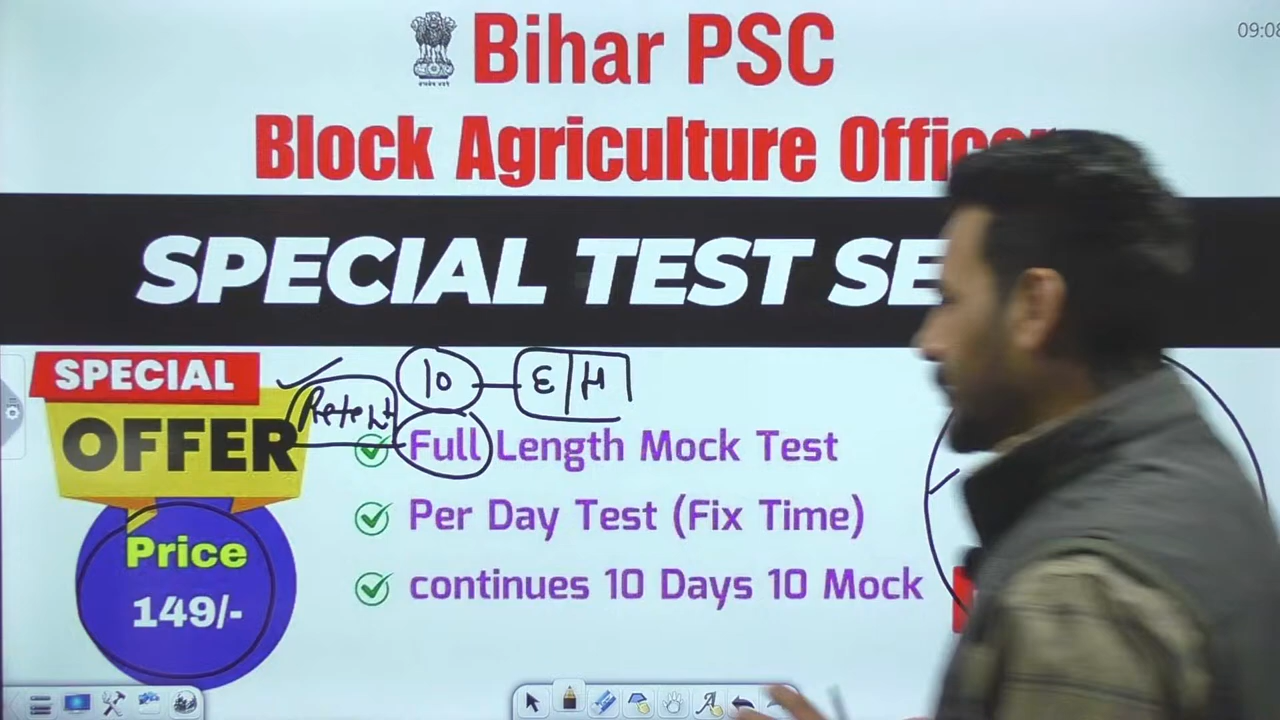 Bihar PSC
09:08
Block Agriculture Officer
SPECIAL TEST SE
SPECIAL
OFFER
10 E/H
Full Length Mock Test
Per Day Test (Fix Time)
continues 10 Days 10 Mock
Price
149/-